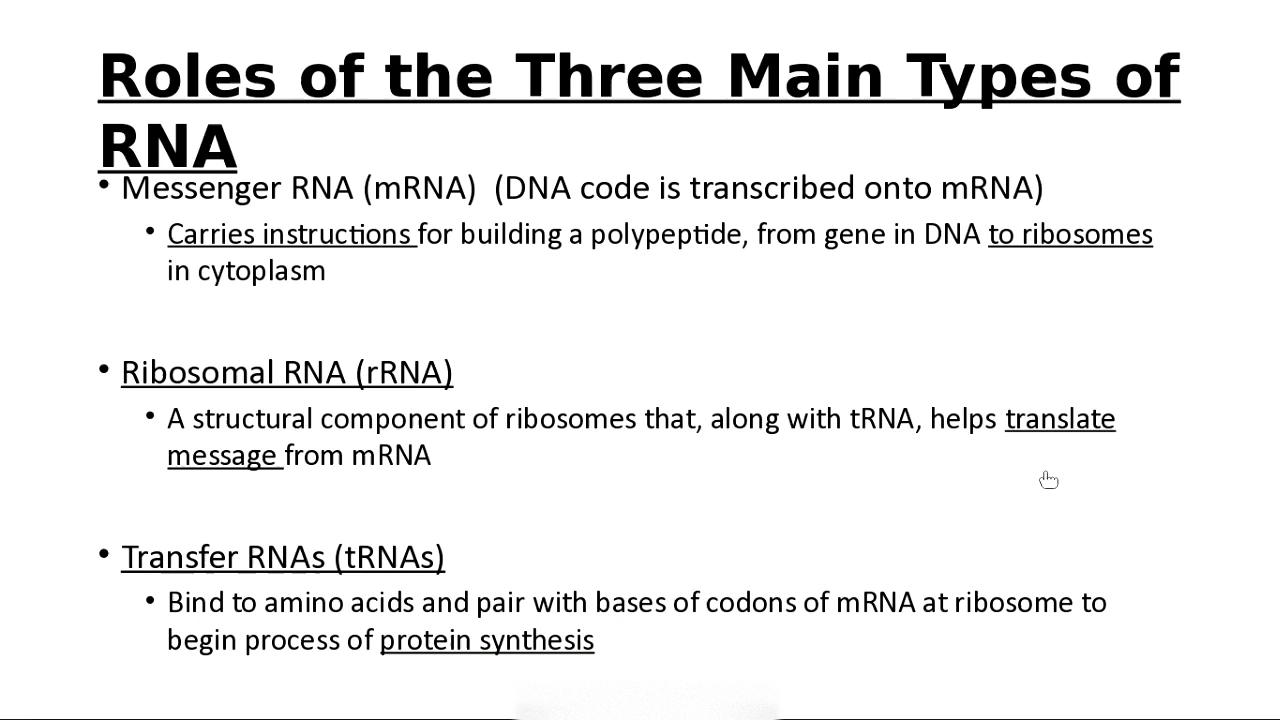 Roles of the Three Main Types of
RNA
• Messenger RNA (mRNA)  (DNA code is transcribed onto mRNA)
• Carries instructions for building a polypeptide, from gene in DNA to ribosomes
in cytoplasm
• Ribosomal RNA (rRNA)
• A structural component of ribosomes that, along with tRNA, helps translate
message from mRNA
• Transfer RNAs (tRNAs)
• Bind to amino acids and pair with bases of codons of mRNA at ribosome to
begin process of protein synthesis